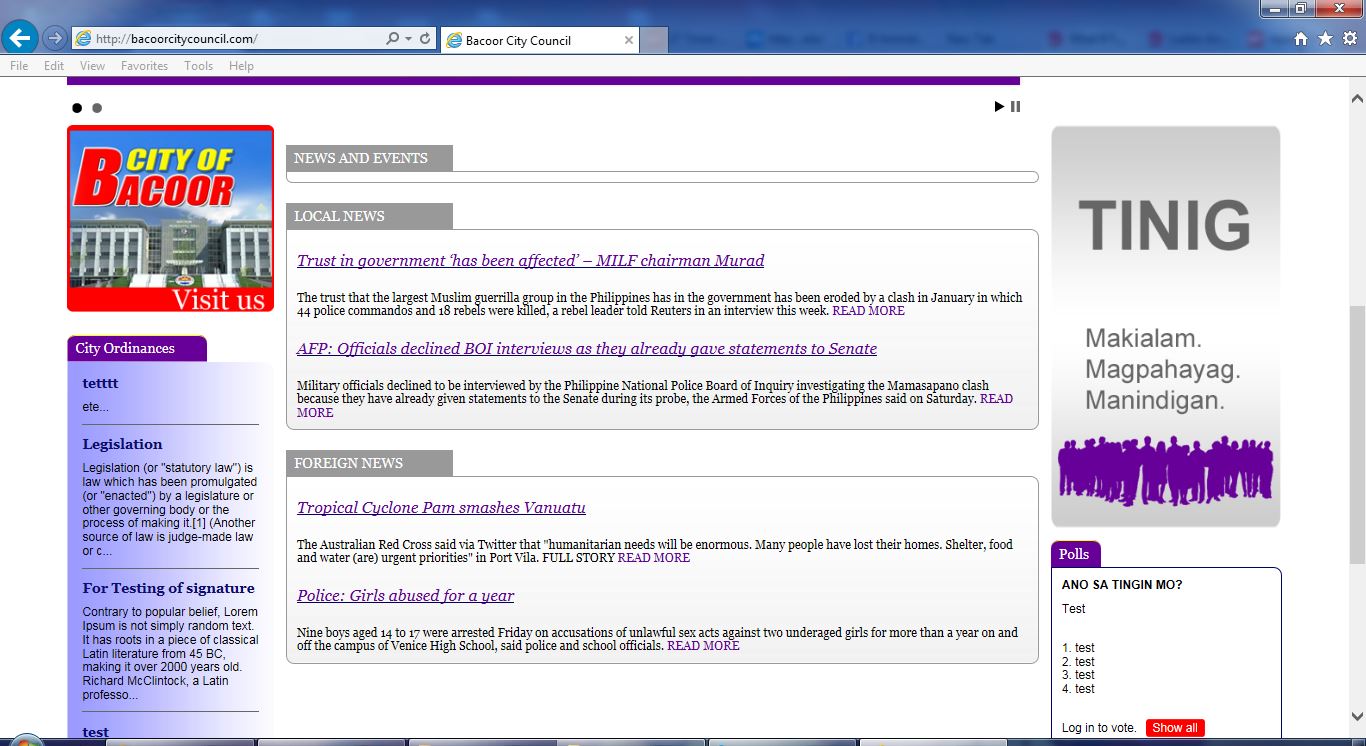 http://bacoorcitycouncil.com/
Bacoor City Council
File Edit View Favorites Tools Help
CITY OF
BACOOR
Visit us
City Ordinances
tetttt
ete...
Legislation
Legislation (or "statutory law") is
law which has been promulgated
(or "enacted") by a legislature or
other governing body or the
process of making it.[1] (Another
source of law is judge-made law
or c...
For Testing of signature
Contrary to popular belief, Lorem
Ipsum is not simply random text.
It has roots in a piece of classical
Latin literature from 45 BC,
making it over 2000 years old.
Richard McClintock, a Latin
professo...
test
NEWS AND EVENTS
LOCAL NEWS
Trust in government ‘has been affected’ – MILF chairman Murad
The trust that the largest Muslim guerrilla group in the Philippines has in the government has been eroded by a clash in January in which
44 police commandos and 18 rebels were killed, a rebel leader told Reuters in an interview this week. READ MORE
AFP: Officials declined BOI interviews as they already gave statements to Senate
Military officials declined to be interviewed by the Philippine National Police Board of Inquiry investigating the Mamasapano clash
because they have already given statements to the Senate during its probe, the Armed Forces of the Philippines said on Saturday. READ
MORE
FOREIGN NEWS
Tropical Cyclone Pam smashes Vanuatu
The Australian Red Cross said via Twitter that "humanitarian needs will be enormous. Many people have lost their homes. Shelter, food
and water (are) urgent priorities" in Port Vila. FULL STORY READ MORE
Police: Girls abused for a year
Nine boys aged 14 to 17 were arrested Friday on accusations of unlawful sex acts against two underaged girls for more than a year on and
off the campus of Venice High School, said police and school officials. READ MORE
TINIG
Makialam.
Magpahayag.
Manindigan.
Polls
ANO SA TINGIN MO?
Test
1. test
2. test
3. test
4. test
Log in to vote. Show all